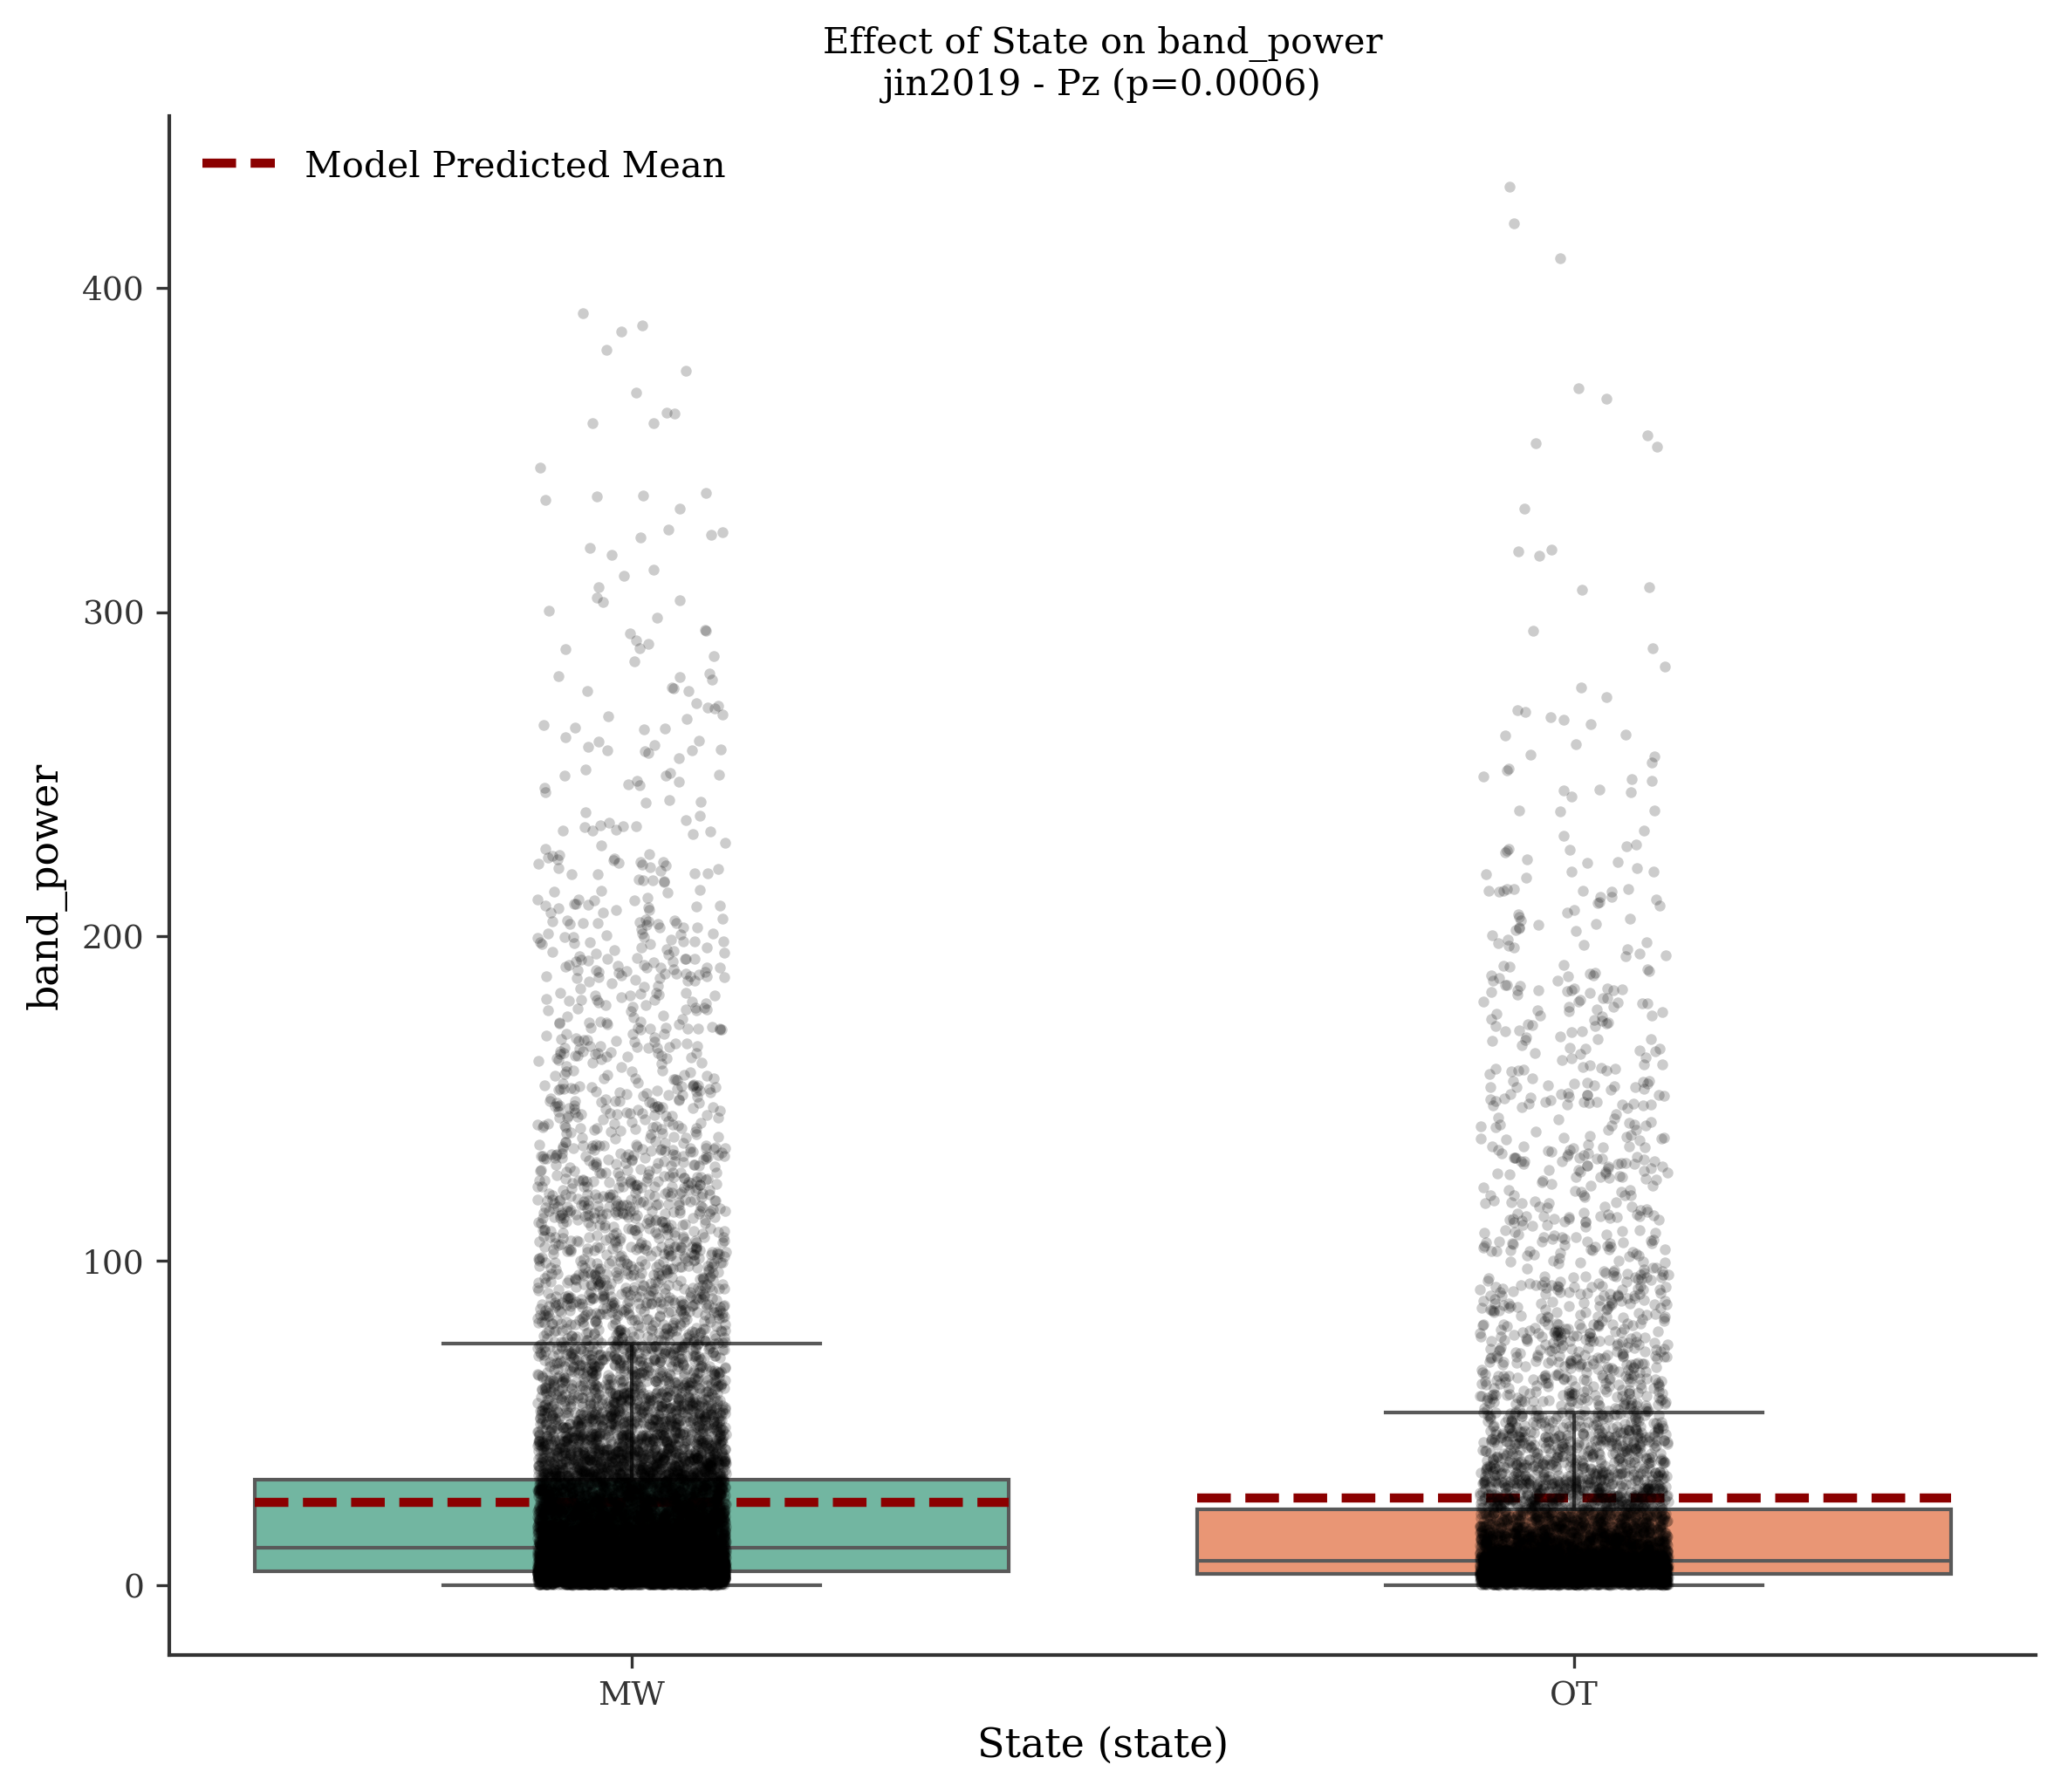 Effect of State on band_power
jin2019 - Pz (p=0.0006)
Model Predicted Mean
400
300
200
100
0
band_power
MW
OT
State (state)